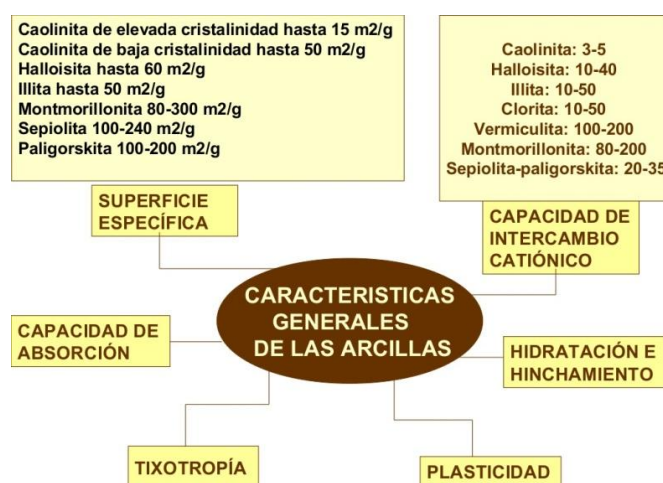 Caolinita de elevada cristalinidad hasta 15 m2/g
Caolinita de baja cristalinidad hasta 50 m2/g
Halloisita hasta 60 m2/g
Illita hasta 50 m2/g
Montmorillonita 80-300 m2/g
Sepiolita 100-240 m2/g
Paligorskita 100-200 m2/g
Caolinita: 3-5
Halloisita: 10-40
Illita: 10-50
Clorita: 10-50
Vermiculita: 100-200
Montmorillonita: 80-200
Sepiolita-paligorskita: 20-35
SUPERFICIE
ESPECÍFICA
CAPACIDAD DE
INTERCAMBIO
CATIÓNICO
CARACTERISTICAS
GENERALES
DE LAS ARCILLAS
CAPACIDAD DE
ABSORCIÓN
HIDRATACIÓN E
HINCHAMIENTO
TIXOTROPÍA
PLASTICIDAD